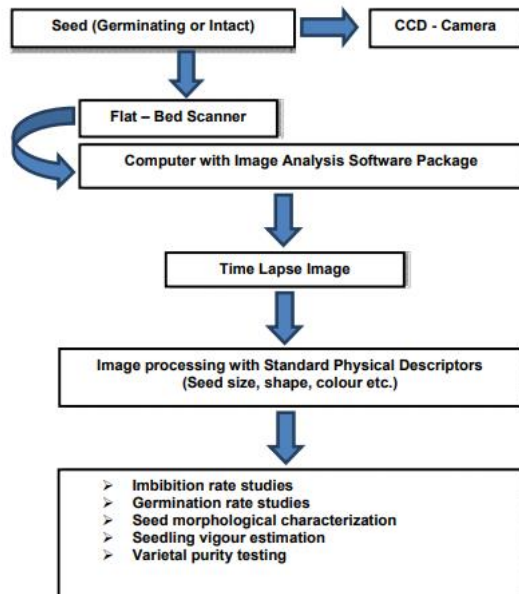 Seed (Germinating or Intact)
CCD - Camera
Flat – Bed Scanner
Computer with Image Analysis Software Package
Time Lapse Image
Image processing with Standard Physical Descriptors
(Seed size, shape, colour etc.)
➢ Imbibition rate studies
➢ Germination rate studies
➢ Seed morphological characterization
➢ Seedling vigour estimation
➢ Varietal purity testing